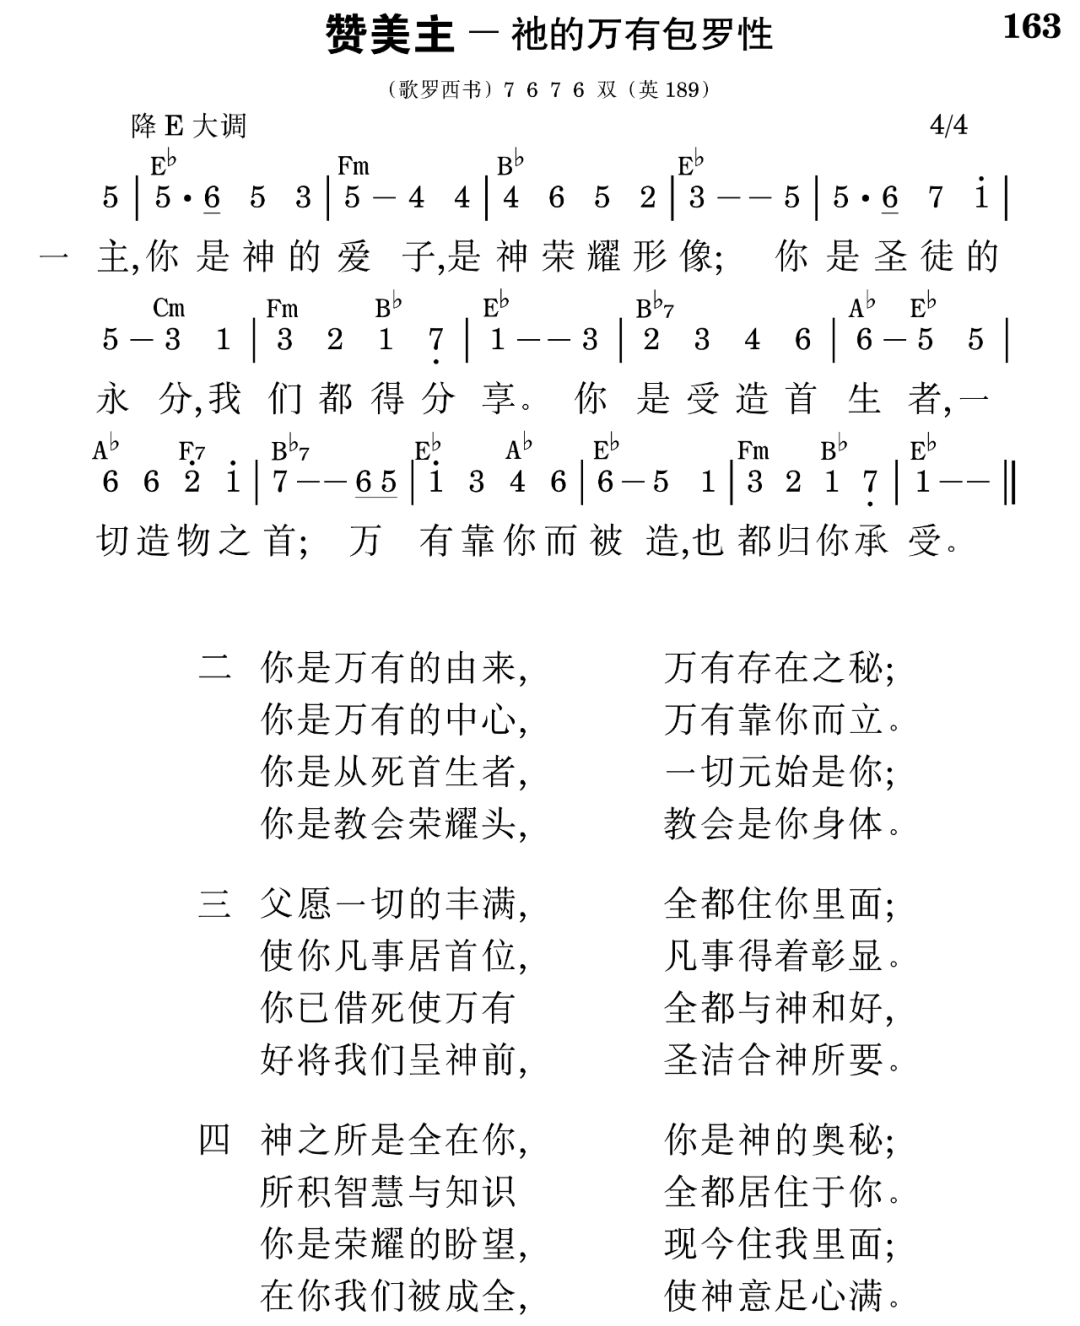 赞美主 — 祂的万有包罗性 163
（歌罗西书）7 6 7 6 双（英 189）
降 E 大调 4/4
E♭ Fm B♭ E♭
5 | 5 · 6 5 3 | 5 – 4 4 | 4 6 5 2 | 3 – – 5 | 5 · 6 7 i |
一 主,你 是 神 的 爱 子,是 神 荣 耀 形 像; 你 是 圣 徒 的
Cm Fm B♭ E♭ B♭7 A♭ E♭
5 – 3 1 | 3 2 1 7̣ | 1 – – 3 | 2 3 4 6 | 6 – 5 5 |
永 分,我 们 都 得 分 享。 你 是 受 造 首 生 者,一
A♭ F7 B♭7 E♭ A♭ E♭ Fm B♭ E♭
6 6 2̇ i | 7 – – 6 5 | i 3 4 6 | 6 – 5 1 | 3 2 1 7̣ | 1 – – ‖
切 造 物 之 首; 万 有 靠 你 而 被 造,也 都 归 你 承 受。
二 你是万有的由来, 万有存在之秘;
你是万有的中心, 万有靠你而立。
你是从死首生者, 一切元始是你;
你是教会荣耀头, 教会是你身体。
三 父愿一切的丰满, 全都住你里面;
使你凡事居首位, 凡事得着彰显。
你已借死使万有 全都与神和好,
好将我们呈神前, 圣洁合神所要。
四 神之所是全在你, 你是神的奥秘;
所积智慧与知识 全都居住于你。
你是荣耀的盼望, 现今住我里面;
在你我们被成全, 使神意足心满。